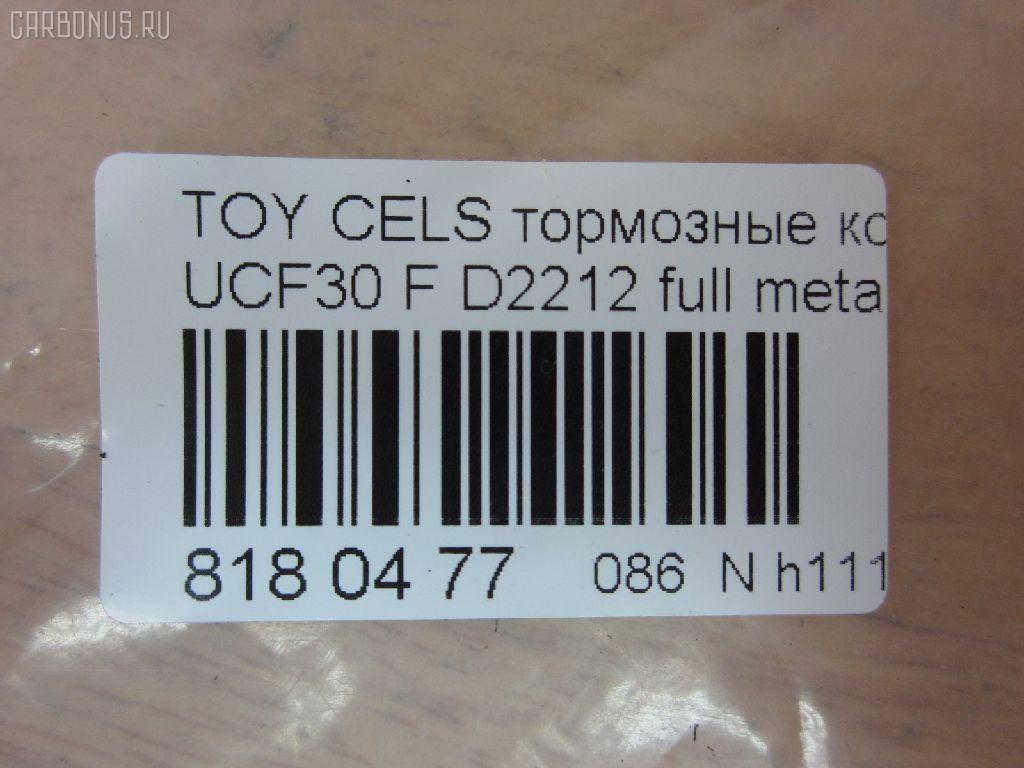 CARBONUS.RU
TOY CELS тормозные ко
UCF30 F D2212 full meta
818 04 77 086 N h111